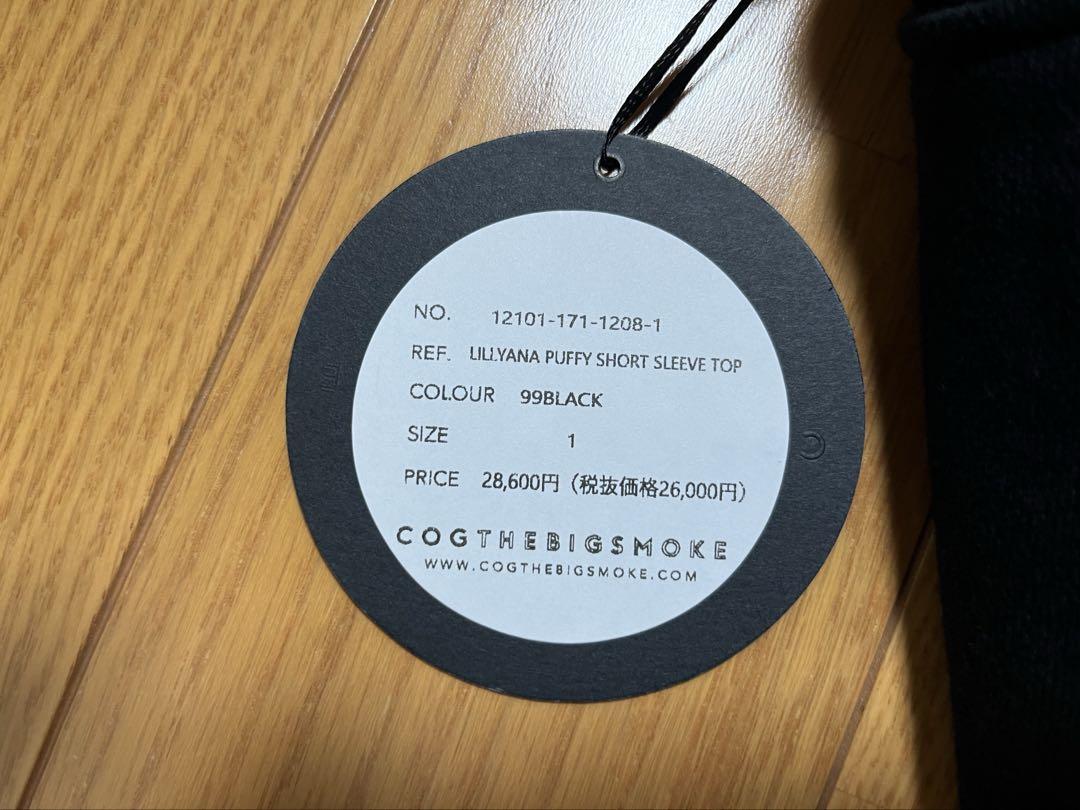 NO. 12101-171-1208-1
REF. LILLYANA PUFFY SHORT SLEEVE TOP
COLOUR 99BLACK
SIZE 1
PRICE 28,600円（税抜価格26,000円）
COGTHEBIGSMOKE
WWW.COGTHEBIGSMOKE.COM